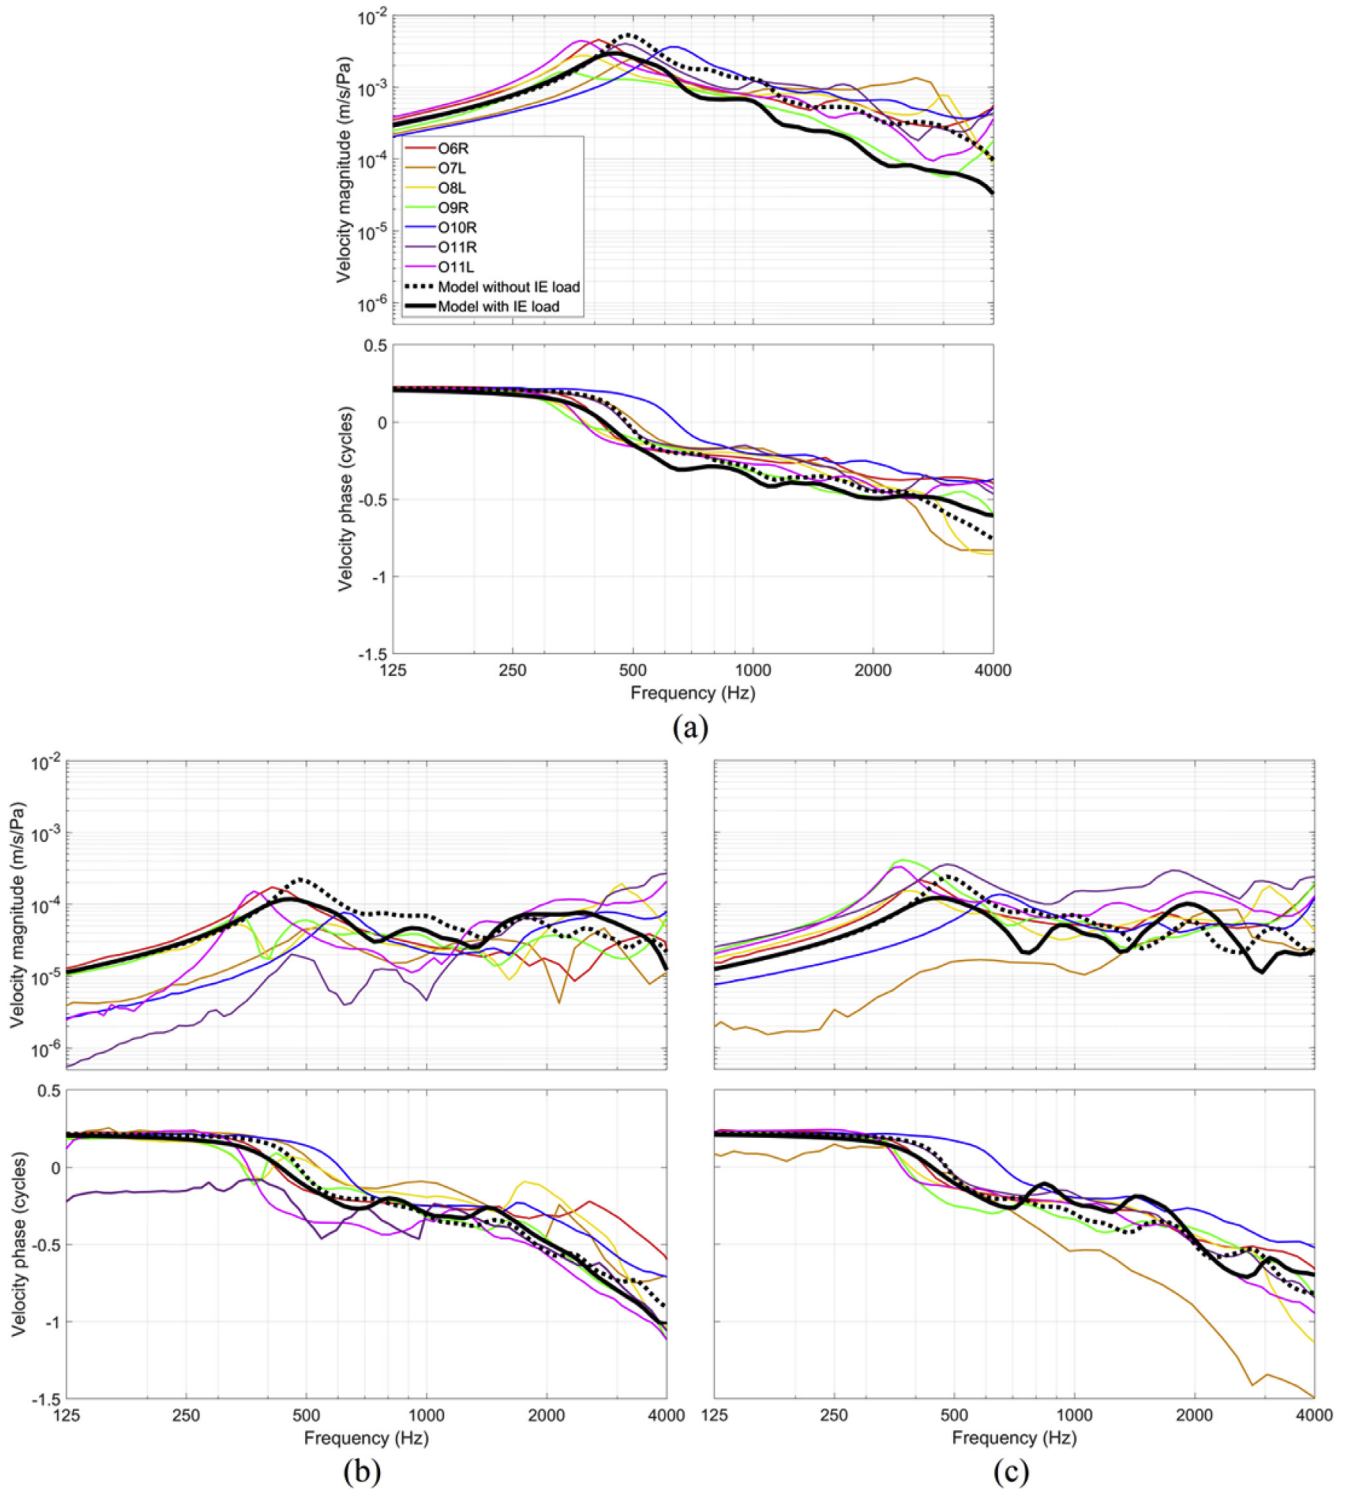 10-2
10-3
10-4
10-5
10-6
Velocity magnitude (m/s/Pa)
O6R
O7L
O8L
O9R
O10R
O11R
O11L
Model without IE load
Model with IE load
0.5
0
-0.5
-1
-1.5
Velocity phase (cycles)
125 250 500 1000 2000 4000
Frequency (Hz)
(a)
10-2
10-3
10-4
10-5
10-6
Velocity magnitude (m/s/Pa)
0.5
0
-0.5
-1
-1.5
Velocity phase (cycles)
125 250 500 1000 2000 4000
Frequency (Hz)
(b)
125 250 500 1000 2000 4000
Frequency (Hz)
(c)